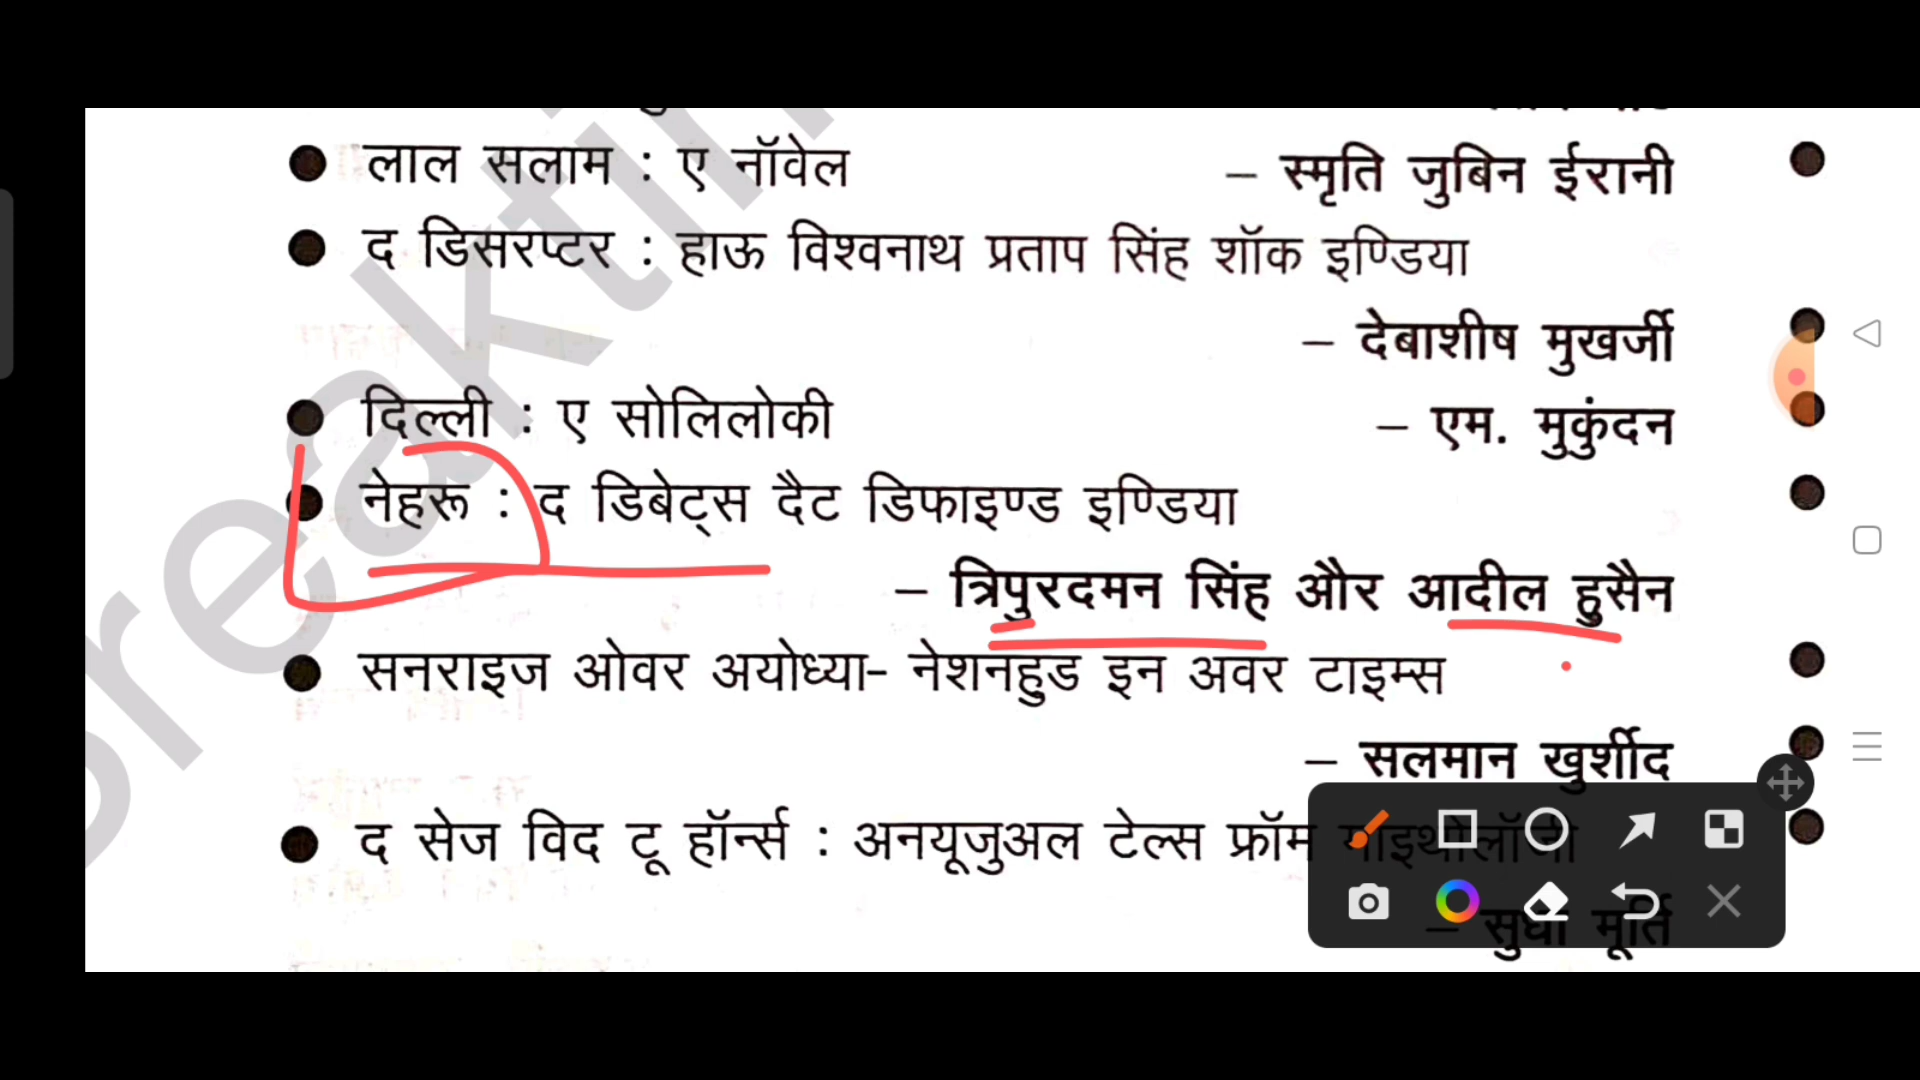 ● लाल सलाम : ए नॉवेल – स्मृति जुबिन ईरानी
● द डिसरप्टर : हाऊ विश्वनाथ प्रताप सिंह शॉक इण्डिया
– देबाशीष मुखर्जी
● दिल्ली : ए सोलिलोकी – एम. मुकुंदन
● नेहरू : द डिबेट्स दैट डिफाइण्ड इण्डिया
– त्रिपुरदमन सिंह और आदील हुसैन
● सनराइज ओवर अयोध्या- नेशनहुड इन अवर टाइम्स
– सलमान खुर्शीद
● द सेज विद टू हॉर्न्स : अनयूजुअल टेल्स फ्रॉम माइथोलॉजी
– सुधा मूर्ति